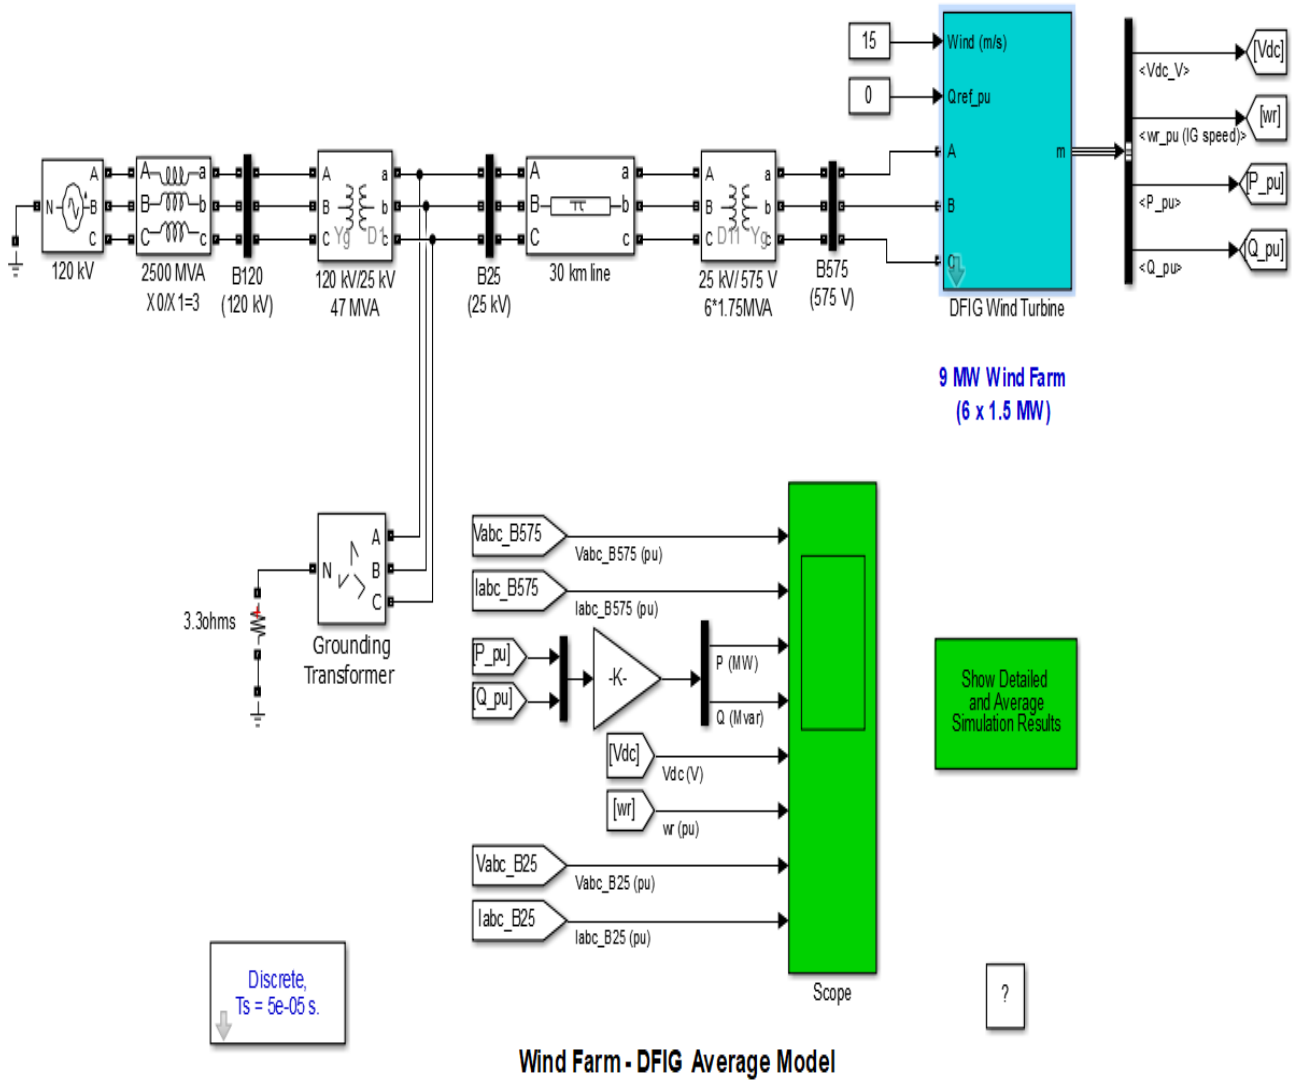 15
Wind (m/s)
0
Qref_pu
A
B
C
m
DFIG Wind Turbine
<Vdc_V>
[Vdc]
<wr_pu (IG speed)>
[wr]
<P_pu>
[P_pu]
<Q_pu>
[Q_pu]
N
A
B
C
120 kV
A a
B b
C c
2500 MVA
X0/X1=3
B120
(120 kV)
A a
B b
C c
Yg D1
120 kV/25 kV
47 MVA
B25
(25 kV)
A a
B b
C c
30 km line
A a
B b
C c
D11 Yg
25 kV/ 575 V
6*1.75MVA
B575
(575 V)
9 MW Wind Farm
(6 x 1.5 MW)
N
A
B
C
3.3ohms
Grounding
Transformer
Vabc_B575
Vabc_B575 (pu)
Iabc_B575
Iabc_B575 (pu)
[P_pu]
[Q_pu]
-K-
P (MW)
Q (Mvar)
[Vdc]
Vdc (V)
[wr]
wr (pu)
Vabc_B25
Vabc_B25 (pu)
Iabc_B25
Iabc_B25 (pu)
Scope
Show Detailed
and Average
Simulation Results
Discrete,
Ts = 5e-05 s.
?
Wind Farm - DFIG Average Model